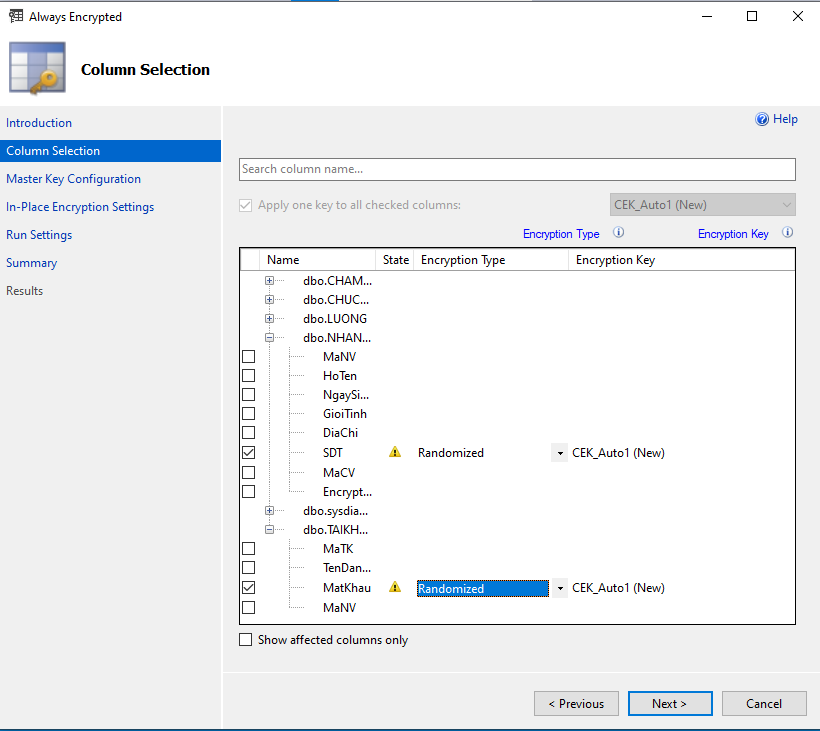 Always Encrypted
Column Selection
Introduction
Column Selection
Master Key Configuration
In-Place Encryption Settings
Run Settings
Summary
Results
Help
Search column name...
Apply one key to all checked columns: CEK_Auto1 (New)
Encryption Type Encryption Key
Name State Encryption Type Encryption Key
dbo.CHAM...
dbo.CHUC...
dbo.LUONG
dbo.NHAN...
MaNV
HoTen
NgaySi...
GioiTinh
DiaChi
SDT Randomized CEK_Auto1 (New)
MaCV
Encrypt...
dbo.sysdia...
dbo.TAIKH...
MaTK
TenDan...
MatKhau Randomized CEK_Auto1 (New)
MaNV
Show affected columns only
< Previous Next > Cancel